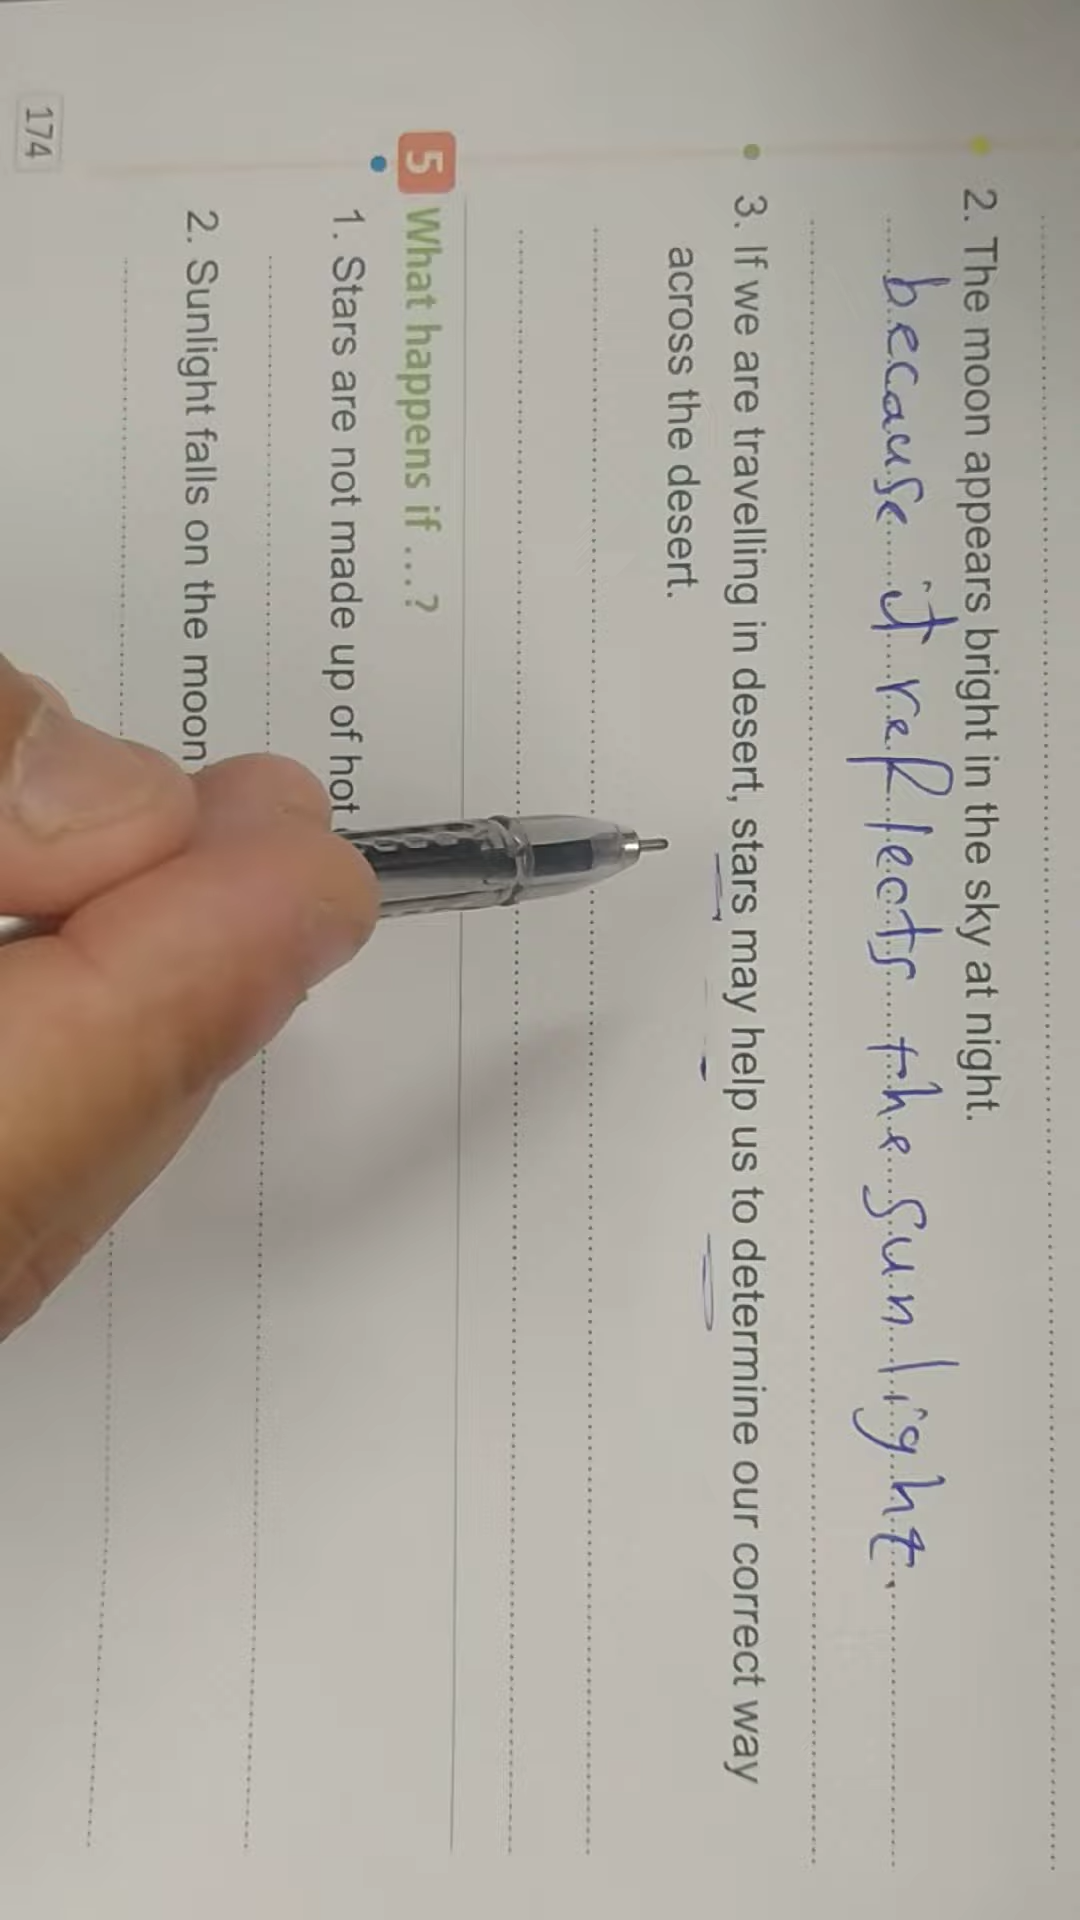 2. The moon appears bright in the sky at night.
because it reflects the sunlight.
3. If we are travelling in desert, stars may help us to determine our correct way
across the desert.
5 What happens if ...?
1. Stars are not made up of hot
2. Sunlight falls on the moon
174